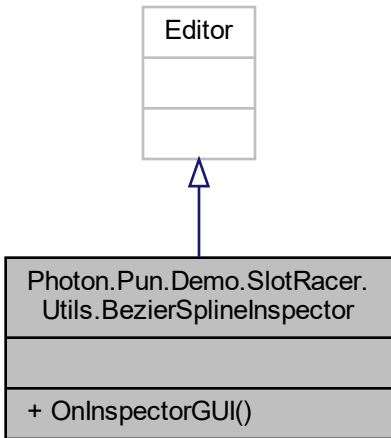 Editor
Photon.Pun.Demo.SlotRacer.
Utils.BezierSplineInspector
+ OnInspectorGUI()